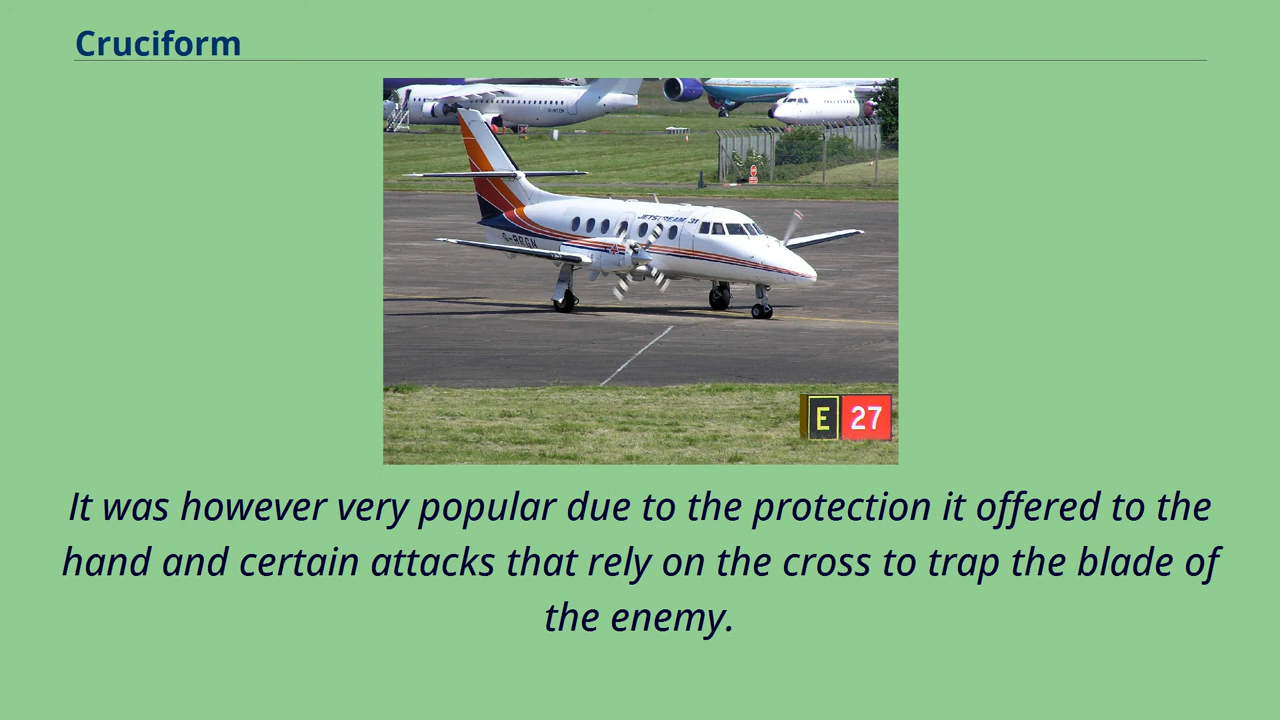 Cruciform
JETSTREAM 31
E 27
It was however very popular due to the protection it offered to the
hand and certain attacks that rely on the cross to trap the blade of
the enemy.